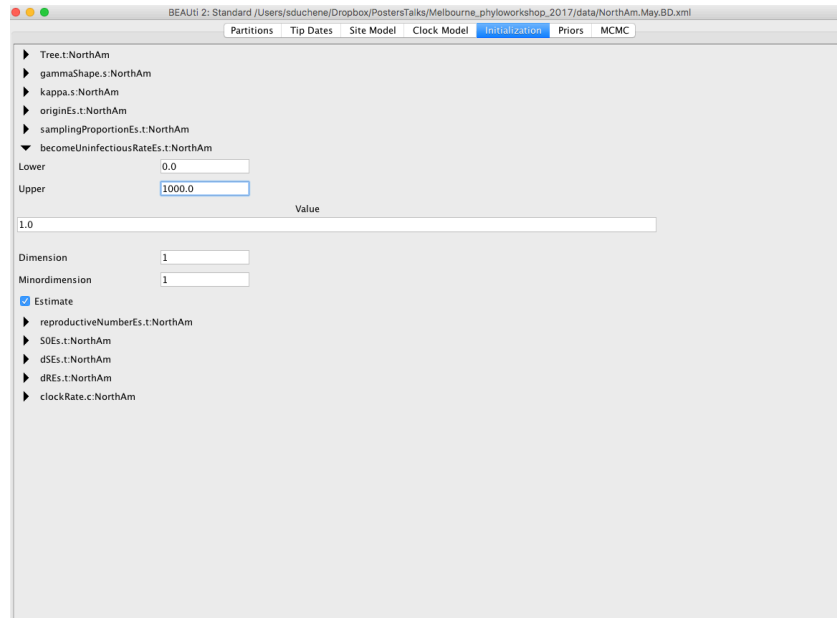 BEAUti 2: Standard /Users/sduchene/Dropbox/PostersTalks/Melbourne_phyloworkshop_2017/data/NorthAm.May.BD.xml
Partitions Tip Dates Site Model Clock Model Initialization Priors MCMC
Tree.t:NorthAm
gammaShape.s:NorthAm
kappa.s:NorthAm
originEs.t:NorthAm
samplingProportionEs.t:NorthAm
becomeUninfectiousRateEs.t:NorthAm
Lower 0.0
Upper 1000.0
Value
1.0
Dimension 1
Minordimension 1
Estimate
reproductiveNumberEs.t:NorthAm
S0Es.t:NorthAm
dSEs.t:NorthAm
dREs.t:NorthAm
clockRate.c:NorthAm